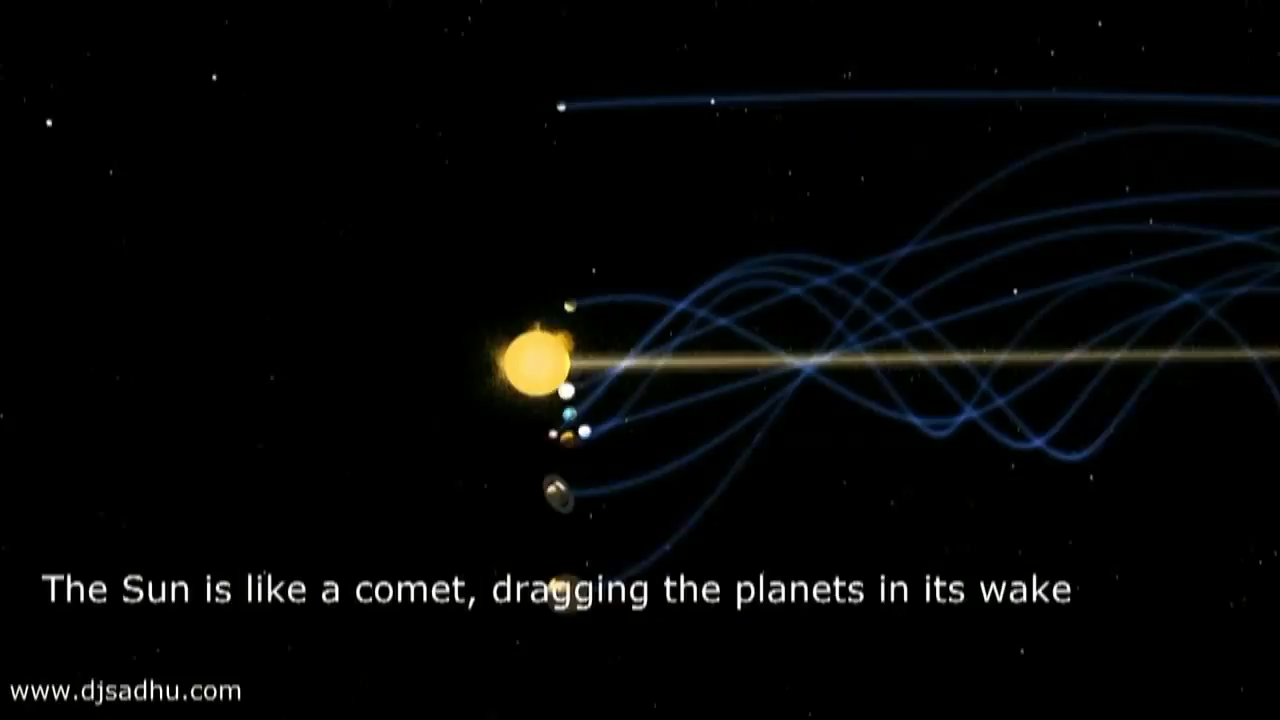 The Sun is like a comet, dragging the planets in its wake
www.djsadhu.com